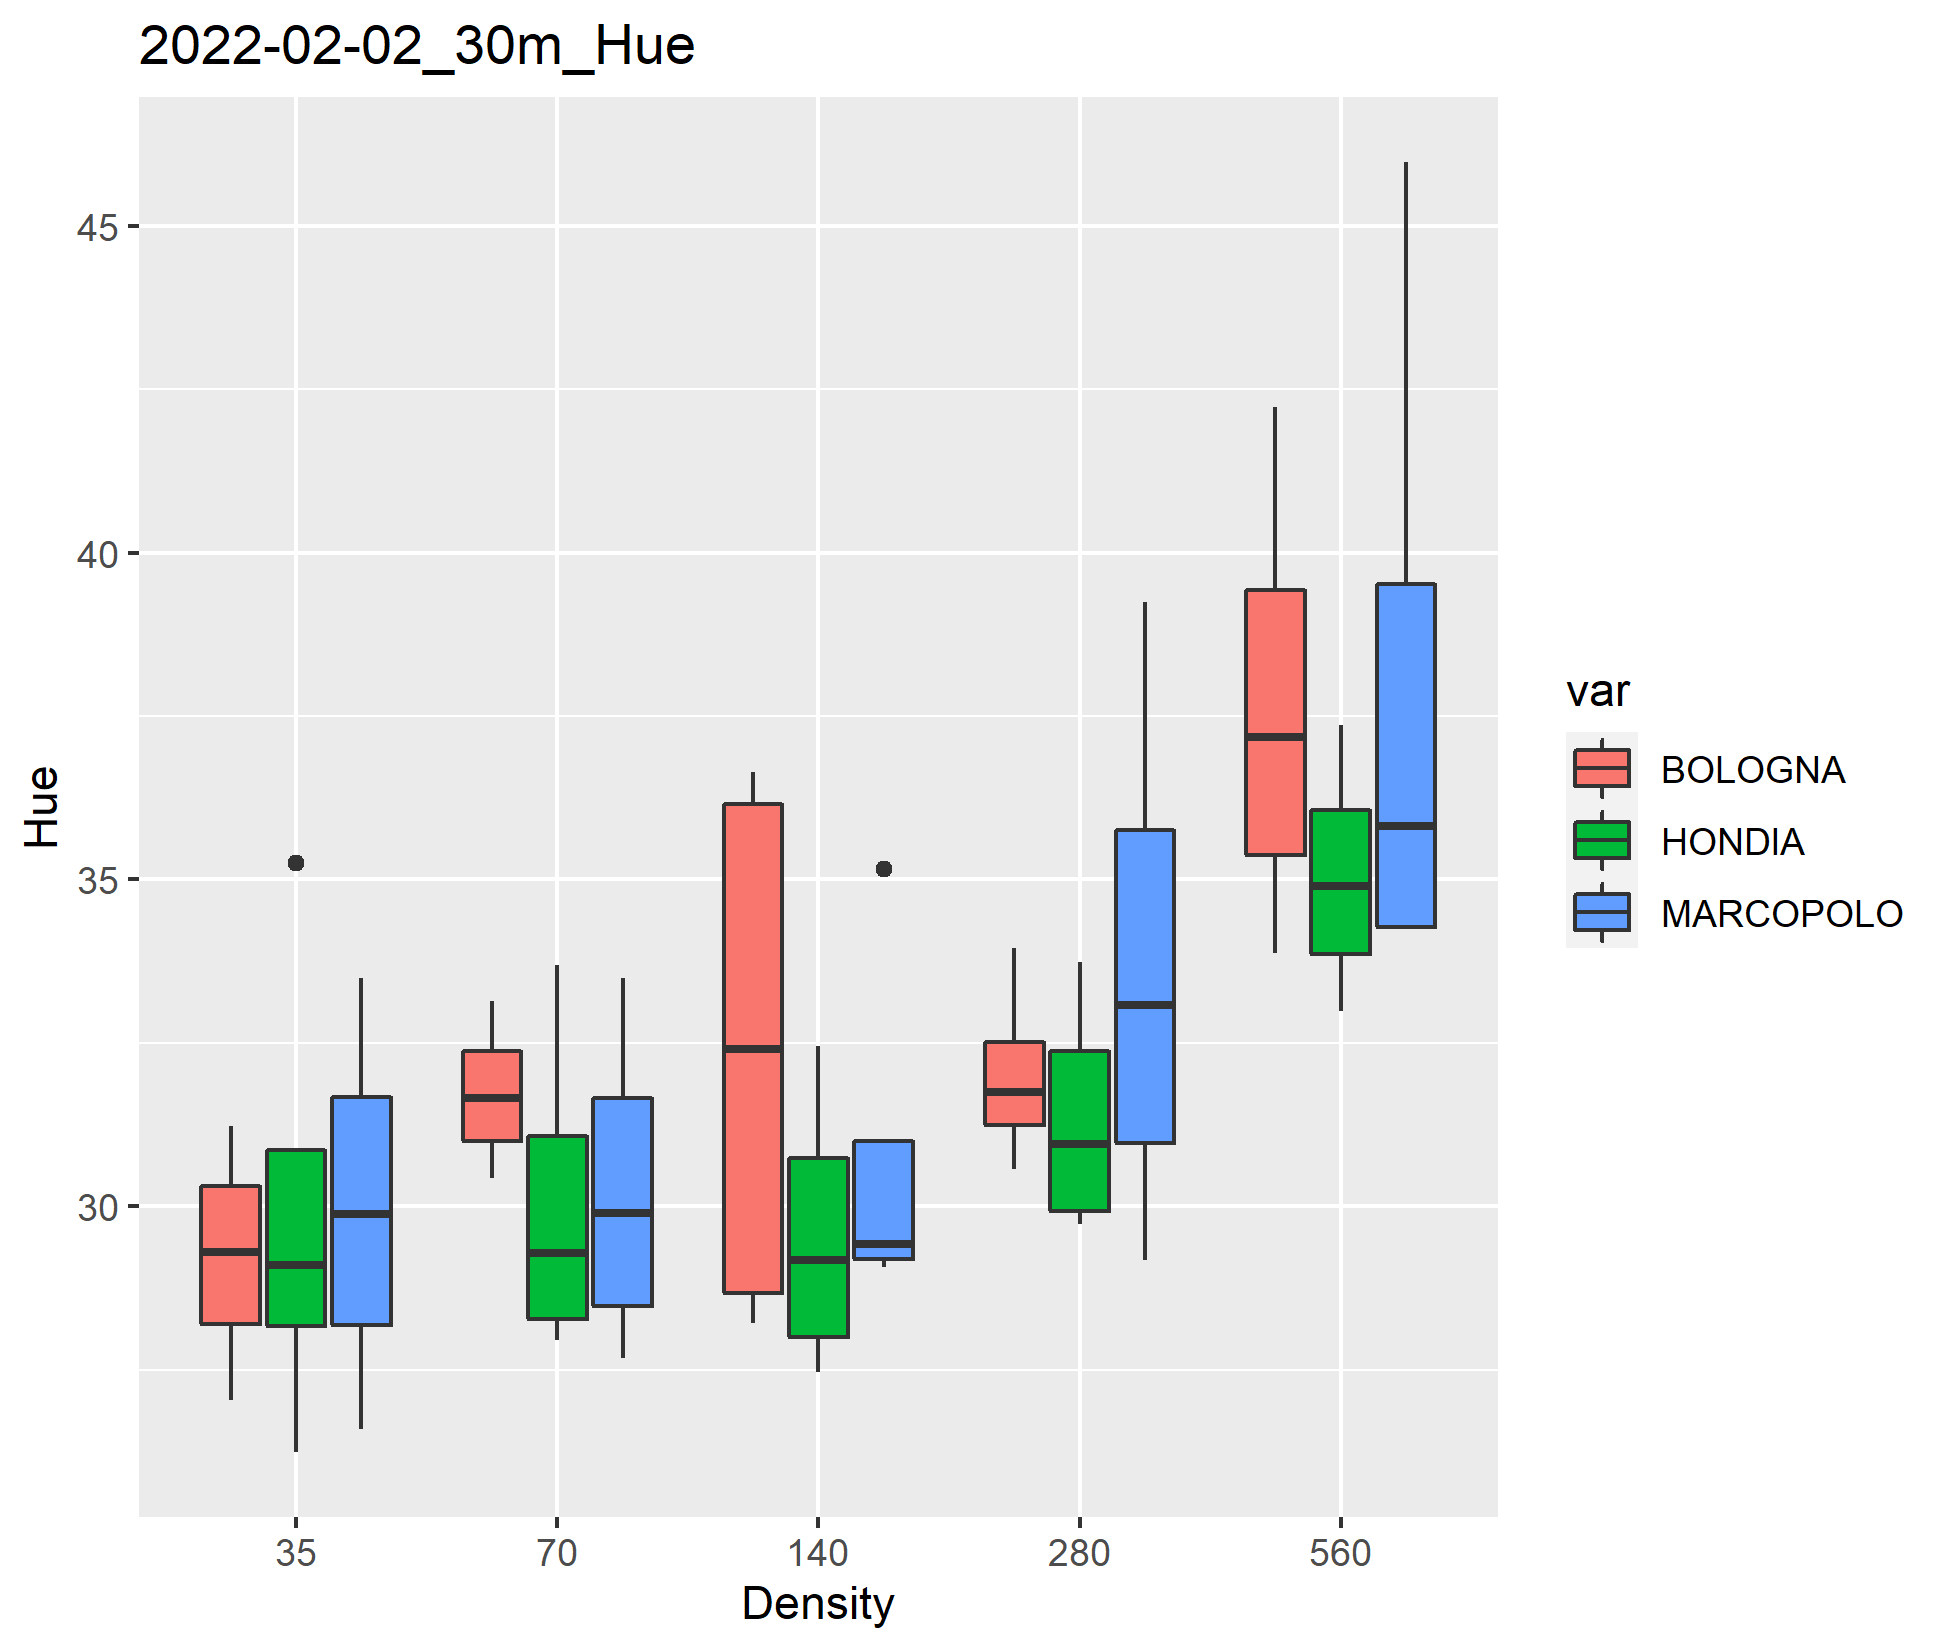 2022-02-02_30m_Hue
Hue
45
40
35
30
35
70
140
280
560
Density
var
BOLOGNA
HONDIA
MARCOPOLO